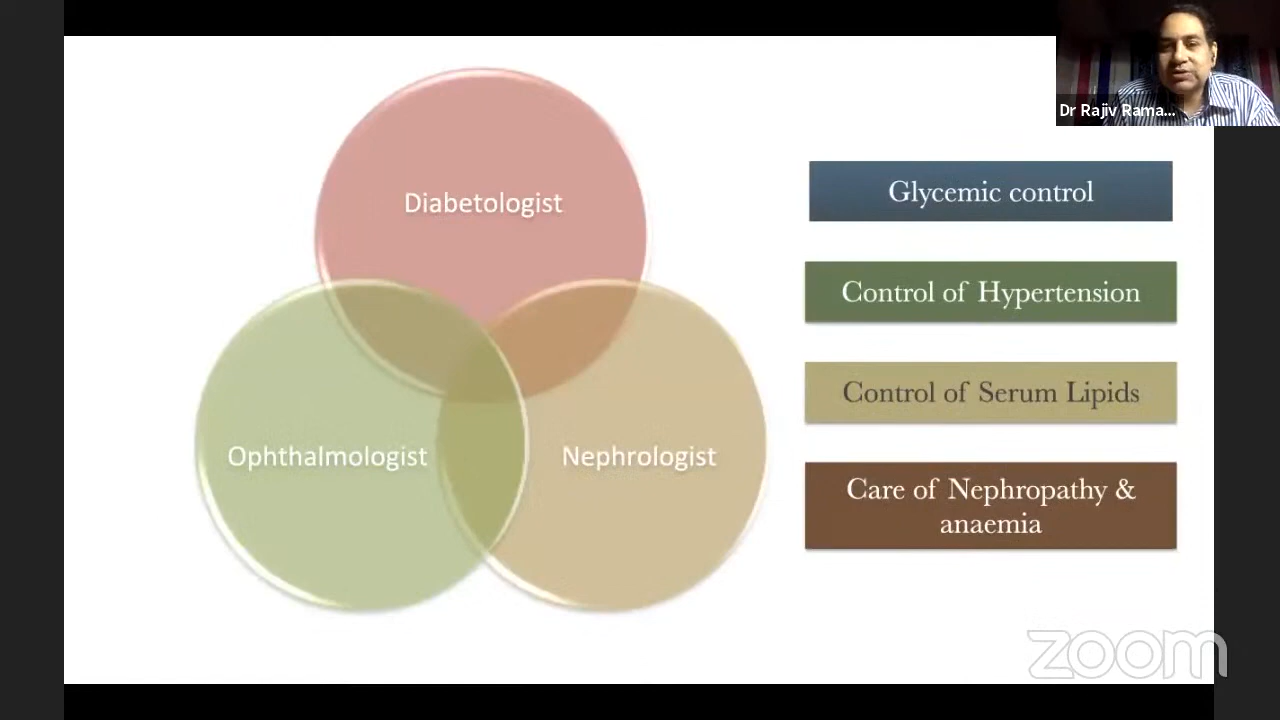 Dr Rajiv Rama...
Diabetologist
Ophthalmologist
Nephrologist
Glycemic control
Control of Hypertension
Control of Serum Lipids
Care of Nephropathy &
anaemia
zoom